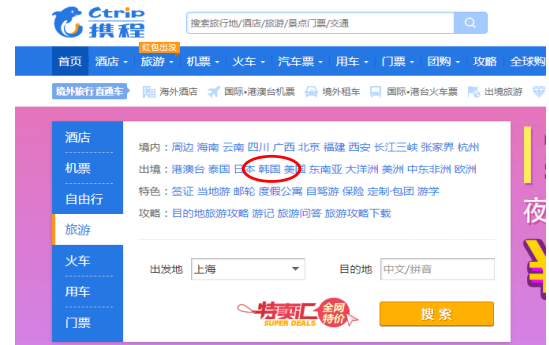 Ctrip
携程
搜索旅行地/酒店/旅游/景点门票/交通
红包出没
首页 酒店 旅游 机票 火车 汽车票 用车 门票 团购 攻略 全球购
境外旅行直通车 海外酒店 国际·港澳台机票 境外租车 国际·港台火车票 出境旅游
酒店
机票
自由行
旅游
火车
用车
门票
境内：周边 海南 云南 四川 广西 北京 福建 西安 长江三峡 张家界 杭州
出境：港澳台 泰国 日本 韩国 美国 东南亚 大洋洲 美洲 中东非洲 欧洲
特色：签证 当地游 邮轮 度假公寓 自驾游 保险 定制·包团 游学
攻略：目的地旅游攻略 游记 旅游问答 旅游攻略下载
出发地 上海 目的地 中文/拼音
特卖汇 全网特价
SUPER DEALS
搜索
夜
¥